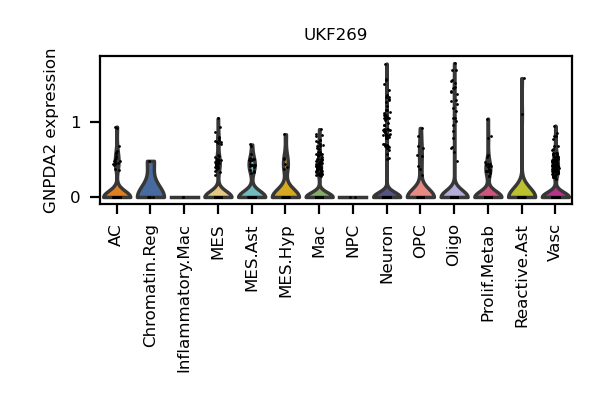 UKF269
GNPDA2 expression
1
0
AC
Chromatin.Reg
Inflammatory.Mac
MES
MES.Ast
MES.Hyp
Mac
NPC
Neuron
OPC
Oligo
Prolif.Metab
Reactive.Ast
Vasc